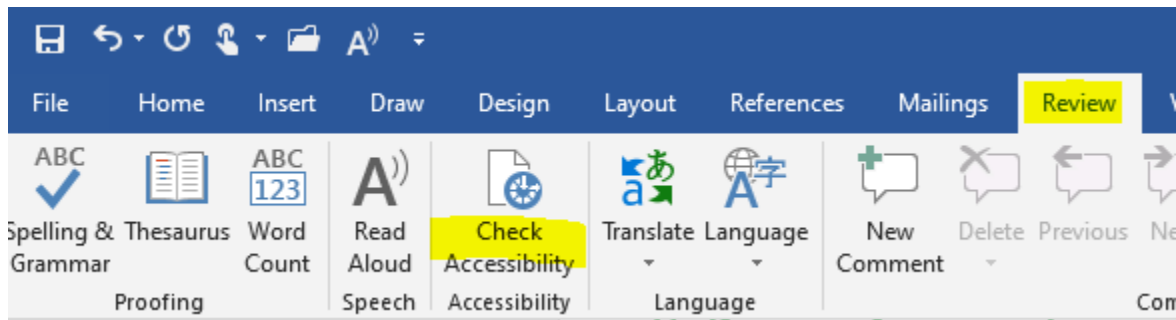 File Home Insert Draw Design Layout References Mailings Review
ABC
ABC
123
Spelling & Thesaurus Word Read Check Translate Language New Delete Previous
Grammar Count Aloud Accessibility Comment
Proofing Speech Accessibility Language